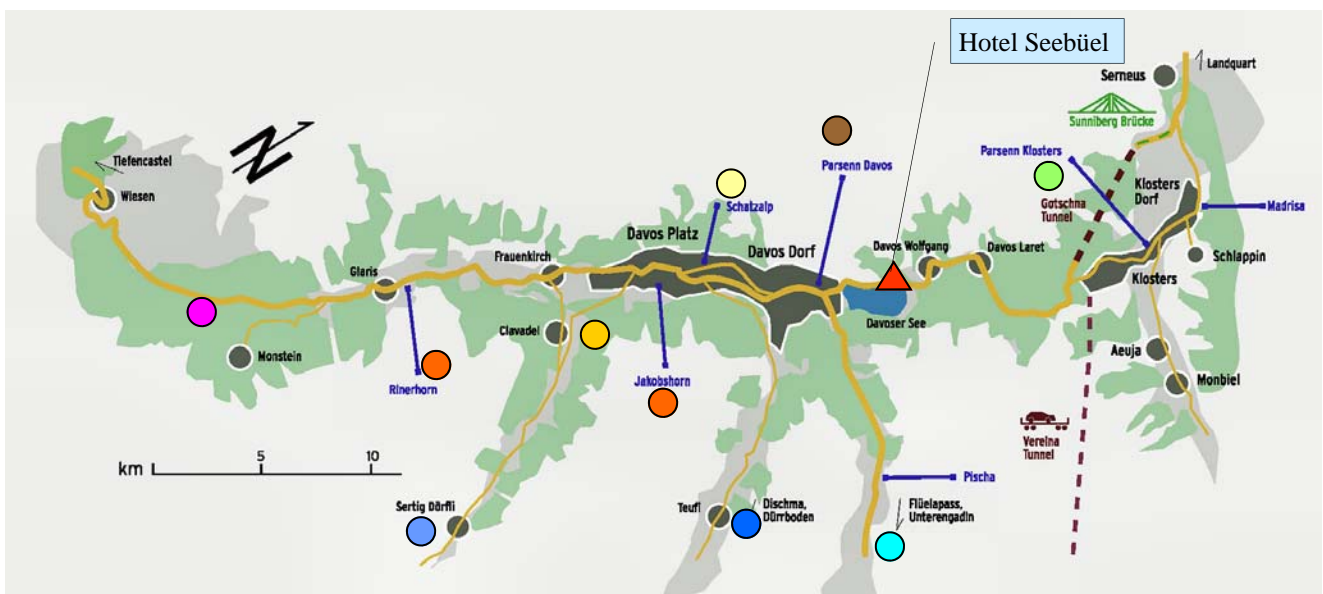 Hotel Seebüel
Landquart
Serneus
Sunniberg Brücke
N
Tiefencastel
Wiesen
Parsenn Davos
Parsenn Klosters
Schatzalp
Gotschna
Tunnel
Klosters
Dorf
Madrisa
Davos Platz
Davos Dorf
Davos Wolfgang
Davos Laret
Frauenkirch
Glaris
Schlappin
Klosters
Davoser See
Clavadel
Monstein
Rinerhorn
Jakobshorn
Aeuja
Monbiel
Vereina
Tunnel
km
5
10
Pischa
Sertig Dörfli
Teufi
Dischma,
Dürrboden
Flüelapass,
Unterengadin